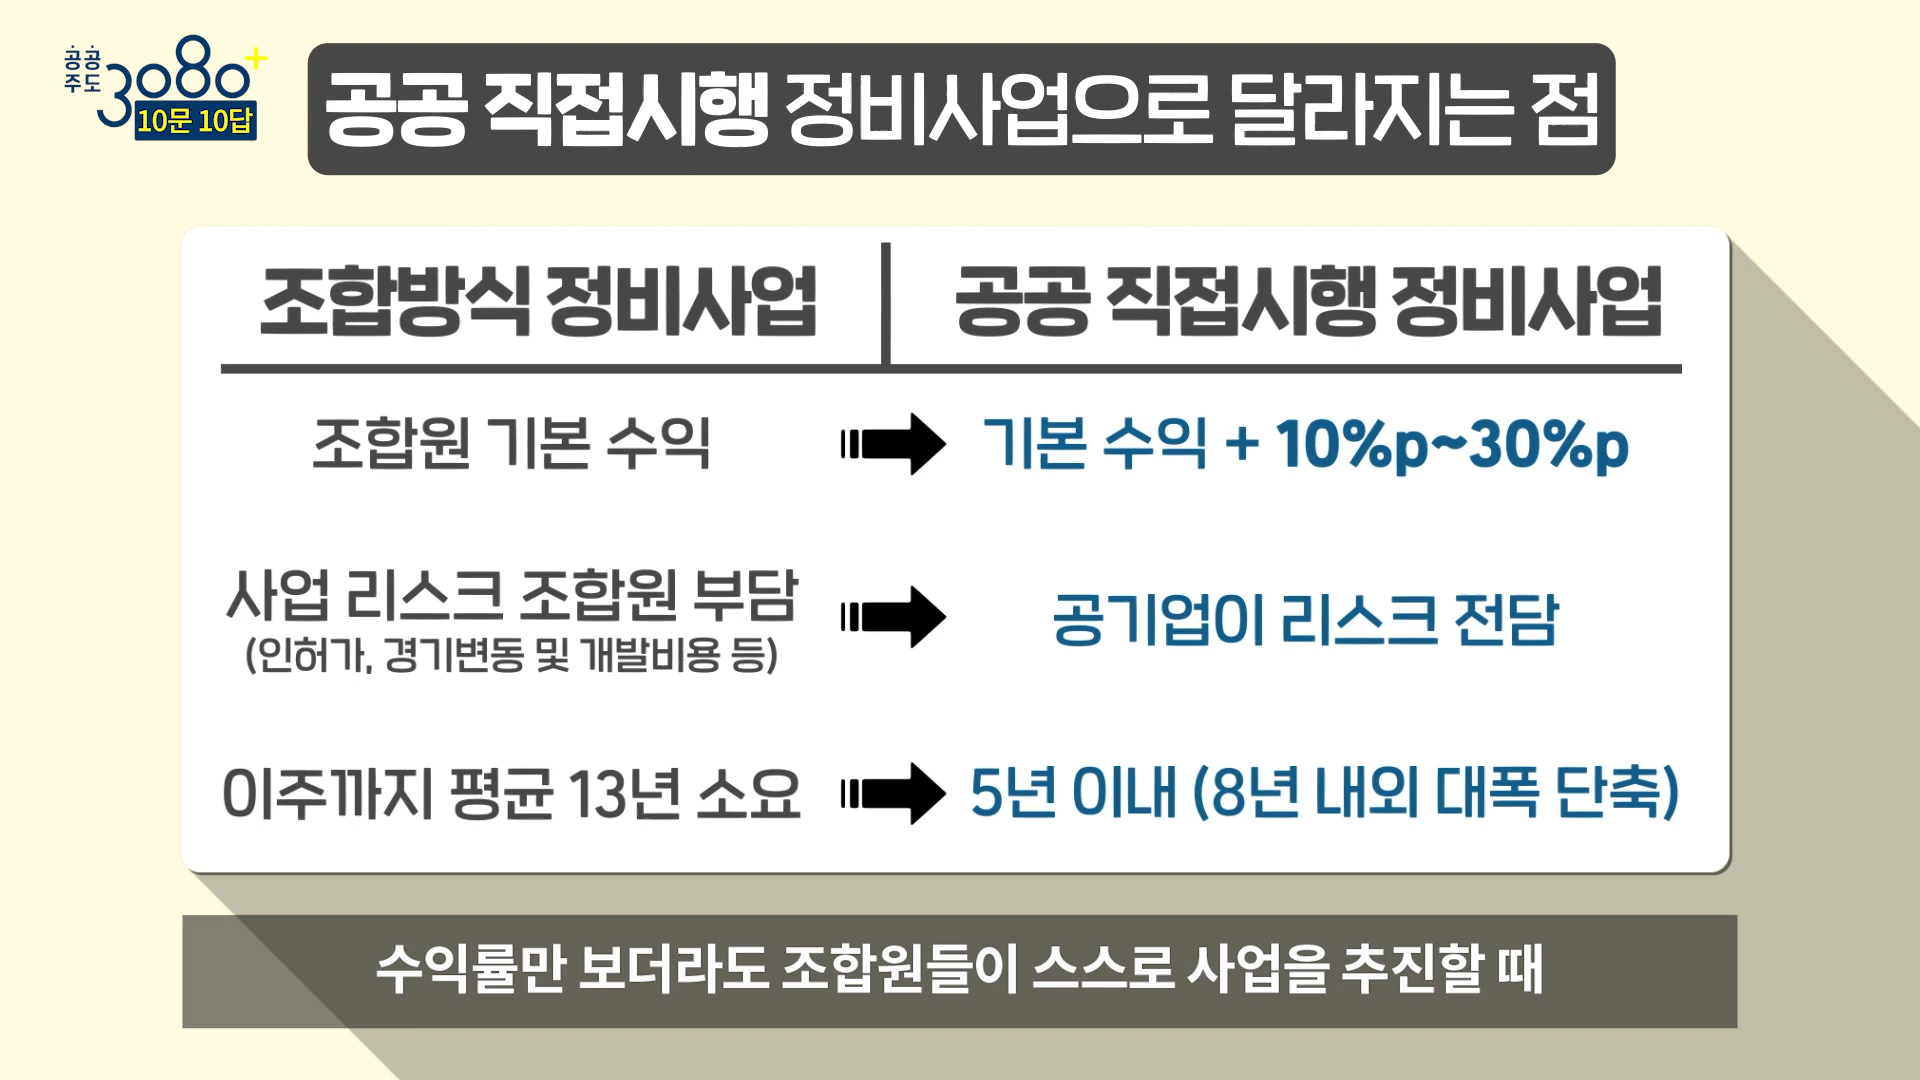 공공
주도
3080+
10문 10답
공공 직접시행 정비사업으로 달라지는 점
조합방식 정비사업
공공 직접시행 정비사업
조합원 기본 수익
기본 수익 + 10%p~30%p
사업 리스크 조합원 부담
(인허가, 경기변동 및 개발비용 등)
공기업이 리스크 전담
이주까지 평균 13년 소요
5년 이내 (8년 내외 대폭 단축)
수익률만 보더라도 조합원들이 스스로 사업을 추진할 때